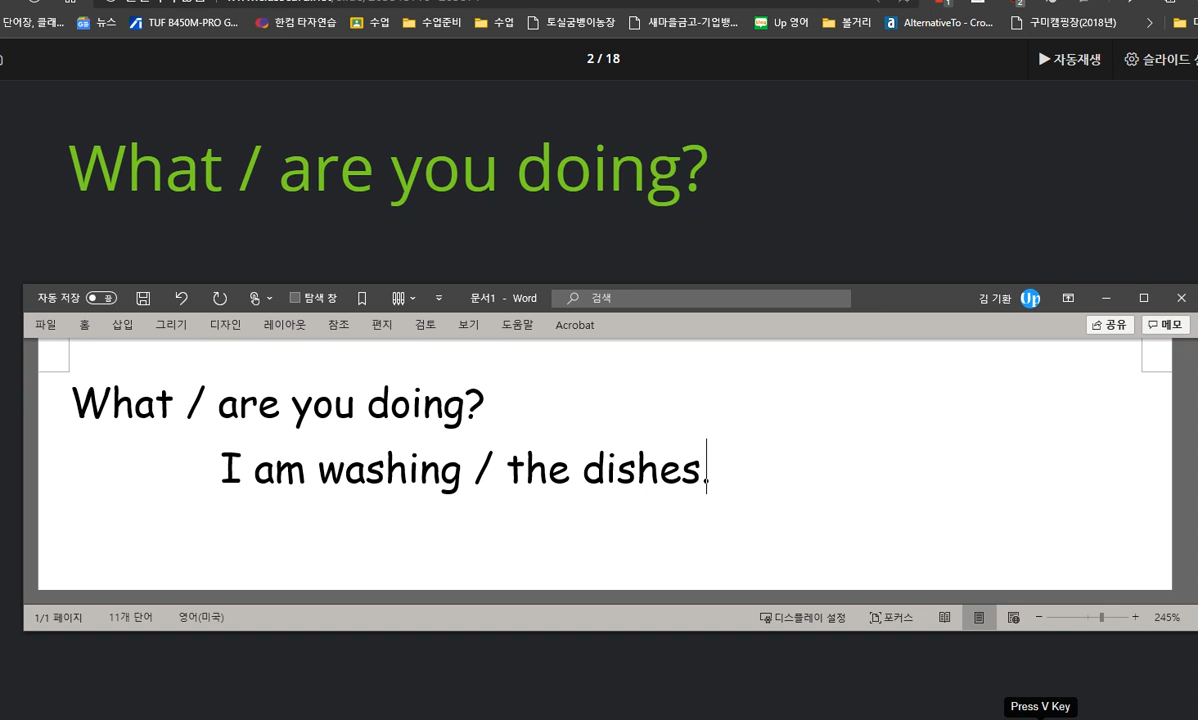 단어장, 클래... 뉴스 TUF B450M-PRO G... 한컴 타자연습 수업 수업준비 수업 토실굼벵이농장 새마을금고-기업뱅... Up 영어 볼거리 AlternativeTo - Cro... 구미캠핑장(2018년)
2 / 18 자동재생 슬라이드
What / are you doing?
자동 저장 끔 탐색 창 문서1 - Word 검색 김 기환 Up
파일 홈 삽입 그리기 디자인 레이아웃 참조 편지 검토 보기 도움말 Acrobat 공유 메모
What / are you doing?
I am washing / the dishes.
1/1 페이지 11개 단어 영어(미국) 디스플레이 설정 포커스 245%
Press V Key